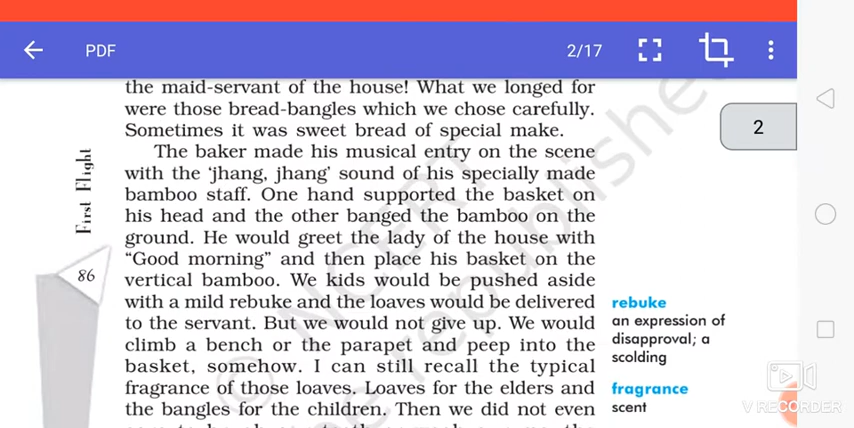 PDF
2/17
2
the maid-servant of the house! What we longed for
were those bread-bangles which we chose carefully.
Sometimes it was sweet bread of special make.
The baker made his musical entry on the scene
with the ‘jhang, jhang’ sound of his specially made
bamboo staff. One hand supported the basket on
his head and the other banged the bamboo on the
ground. He would greet the lady of the house with
“Good morning” and then place his basket on the
vertical bamboo. We kids would be pushed aside
with a mild rebuke and the loaves would be delivered
to the servant. But we would not give up. We would
climb a bench or the parapet and peep into the
basket, somehow. I can still recall the typical
fragrance of those loaves. Loaves for the elders and
the bangles for the children. Then we did not even
First Flight
86
rebuke
an expression of
disapproval; a
scolding
fragrance
scent
© NCERT
republished
V RECORDER